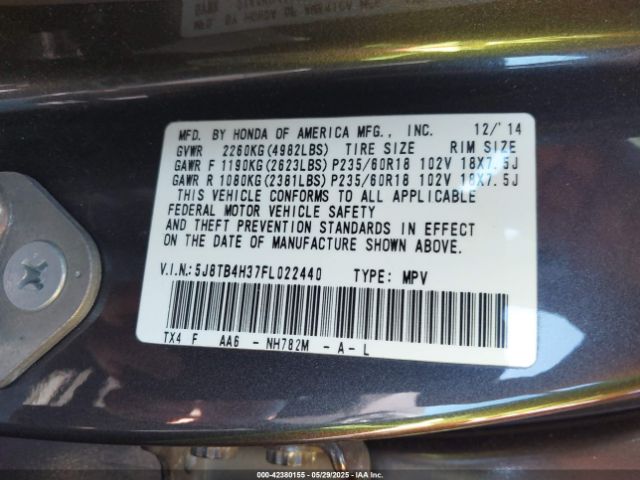 MFD. BY HONDA OF AMERICA MFG., INC. 12/'14
GVWR 2260KG(4982LBS) TIRE SIZE RIM SIZE
GAWR F 1190KG(2623LBS) P235/60R18 102V 18X7.5J
GAWR R 1080KG(2381LBS) P235/60R18 102V 18X7.5J
THIS VEHICLE CONFORMS TO ALL APPLICABLE
FEDERAL MOTOR VEHICLE SAFETY
AND THEFT PREVENTION STANDARDS IN EFFECT
ON THE DATE OF MANUFACTURE SHOWN ABOVE.
V.I.N.:5J8TB4H37FL022440 TYPE: MPV
TX4 F AA6 - NH782M - A - L
000-42380155 - 05/29/2025 - IAAI.COM